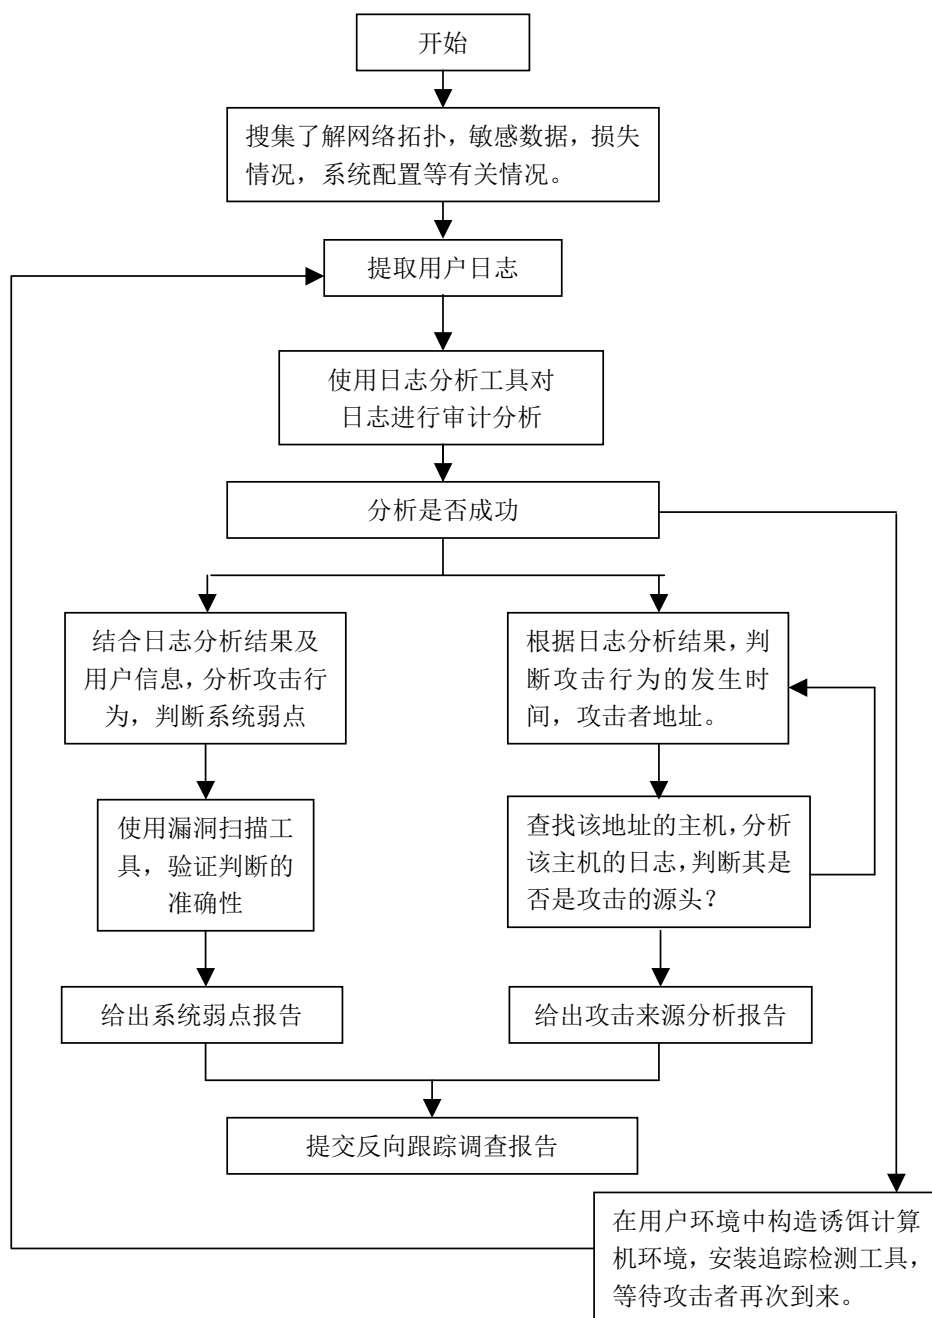 开始
搜集了解网络拓扑，敏感数据，损失
情况，系统配置等有关情况。
提取用户日志
使用日志分析工具对
日志进行审计分析
分析是否成功
结合日志分析结果及
用户信息，分析攻击行
为，判断系统弱点
根据日志分析结果，判
断攻击行为的发生时
间，攻击者地址。
使用漏洞扫描工
具，验证判断的
准确性
查找该地址的主机，分析
该主机的日志，判断其是
否是攻击的源头？
给出系统弱点报告
给出攻击来源分析报告
提交反向跟踪调查报告
在用户环境中构造诱饵计算
机环境，安装追踪检测工具，
等待攻击者再次到来。